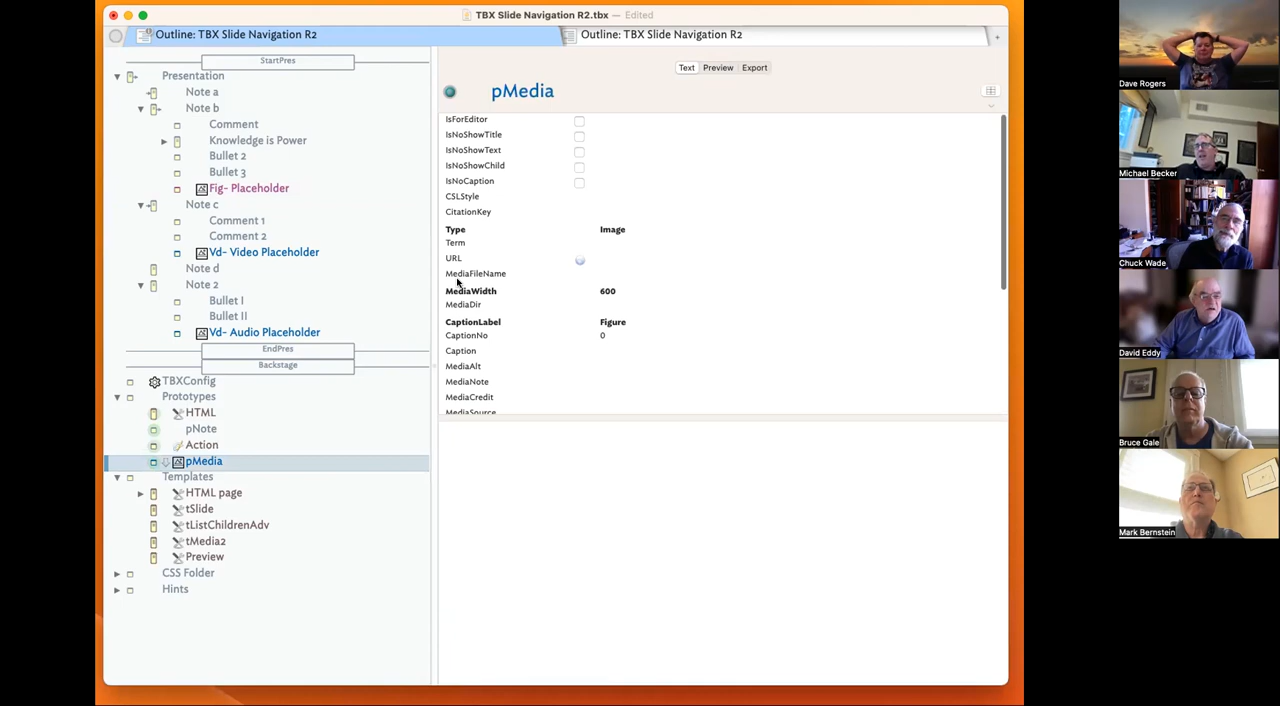 TBX Slide Navigation R2.tbx — Edited
Outline: TBX Slide Navigation R2
Outline: TBX Slide Navigation R2
+
StartPres
Presentation
Note a
Note b
Comment
Knowledge is Power
Bullet 2
Bullet 3
Fig- Placeholder
Note c
Comment 1
Comment 2
Vd- Video Placeholder
Note d
Note 2
Bullet I
Bullet II
Vd- Audio Placeholder
EndPres
Backstage
TBXConfig
Prototypes
HTML
pNote
Action
pMedia
Templates
HTML page
tSlide
tListChildrenAdv
tMedia2
Preview
CSS Folder
Hints
Text Preview Export
pMedia
IsForEditor
IsNoShowTitle
IsNoShowText
IsNoShowChild
IsNoCaption
CSLStyle
CitationKey
Type Image
Term
URL
MediaFileName
MediaWidth 600
MediaDir
CaptionLabel Figure
CaptionNo 0
Caption
MediaAlt
MediaNote
MediaCredit
MediaSource
Dave Rogers
Michael Becker
Chuck Wade
David Eddy
Bruce Gale
Mark Bernstein